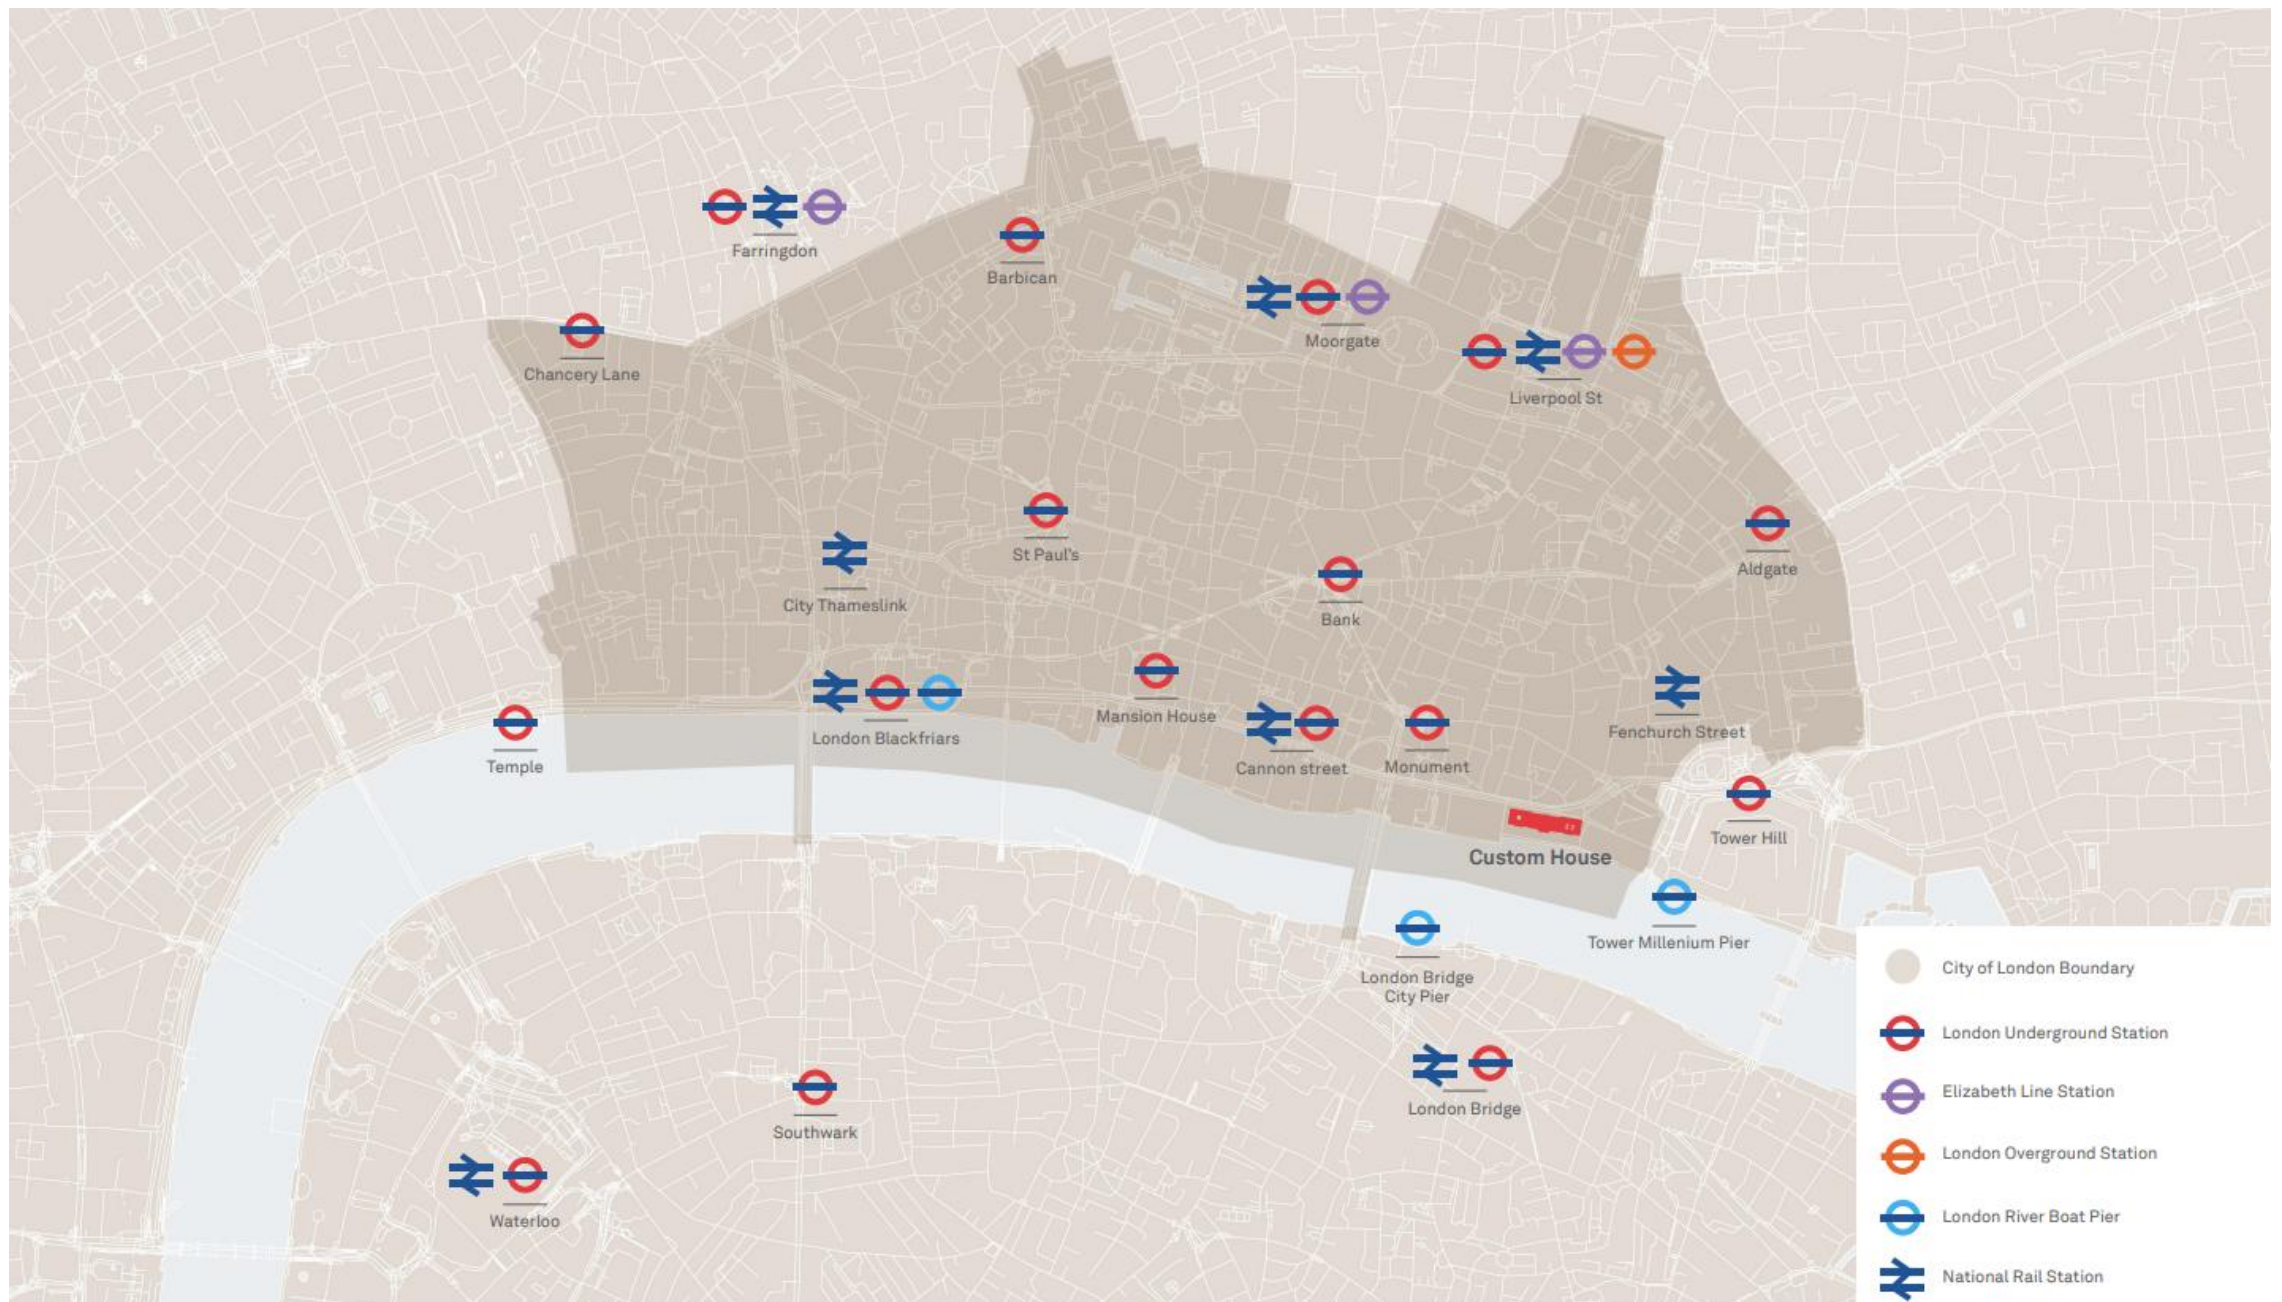 Farringdon
Barbican
Moorgate
Chancery Lane
Liverpool St
St Paul's
Aldgate
City Thameslink
Bank
Mansion House
Fenchurch Street
London Blackfriars
Temple
Cannon street
Monument
Tower Hill
Custom House
Tower Millenium Pier
London Bridge
City Pier
London Bridge
Southwark
Waterloo
City of London Boundary
London Underground Station
Elizabeth Line Station
London Overground Station
London River Boat Pier
National Rail Station